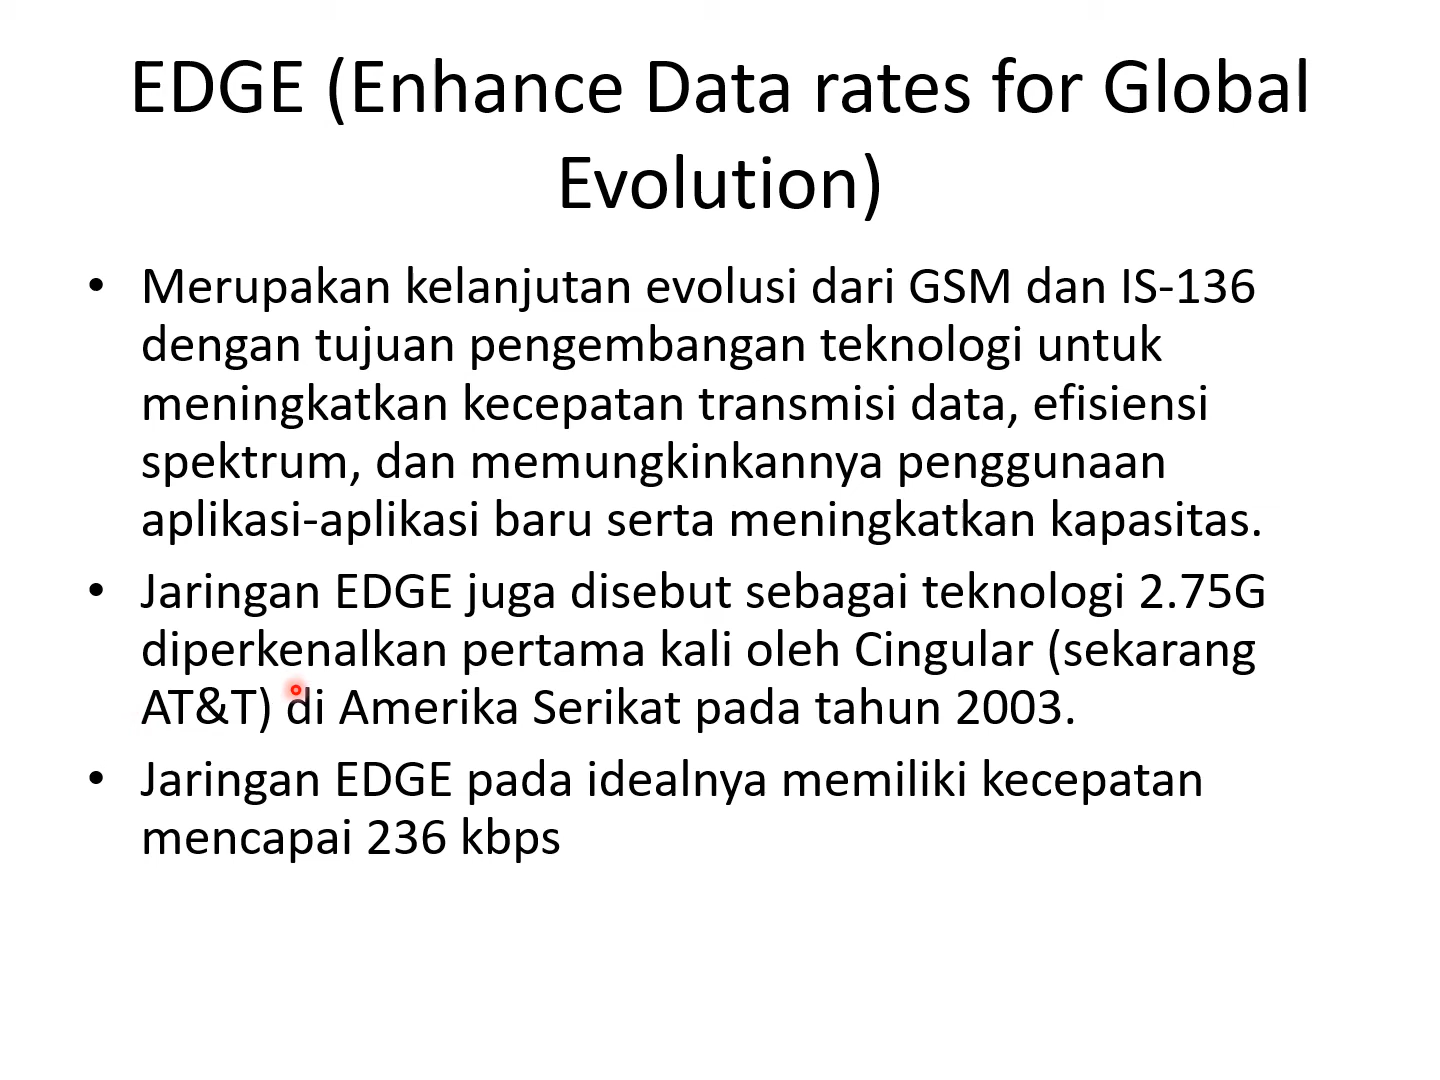 EDGE (Enhance Data rates for Global
Evolution)
• Merupakan kelanjutan evolusi dari GSM dan IS-136
dengan tujuan pengembangan teknologi untuk
meningkatkan kecepatan transmisi data, efisiensi
spektrum, dan memungkinkannya penggunaan
aplikasi-aplikasi baru serta meningkatkan kapasitas.
• Jaringan EDGE juga disebut sebagai teknologi 2.75G
diperkenalkan pertama kali oleh Cingular (sekarang
AT&T) di Amerika Serikat pada tahun 2003.
• Jaringan EDGE pada idealnya memiliki kecepatan
mencapai 236 kbps